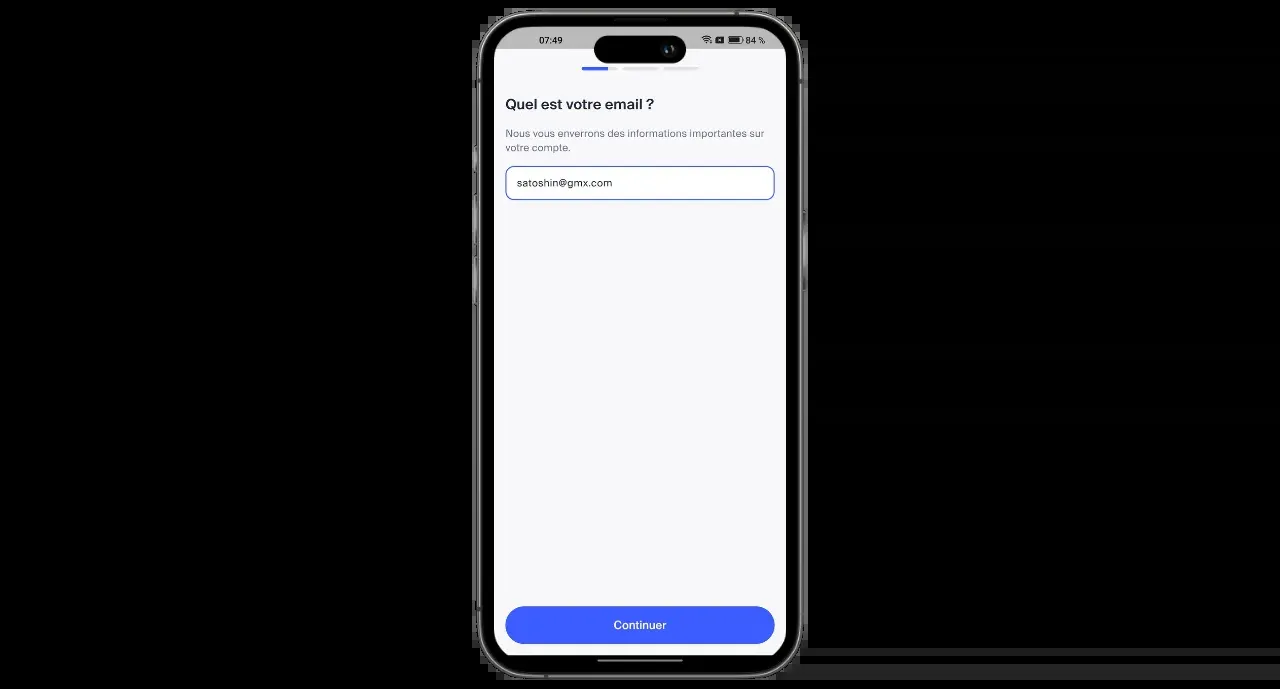 07:49
84 %
Quel est votre email ?
Nous vous enverrons des informations importantes sur
votre compte.
satoshin@gmx.com
Continuer